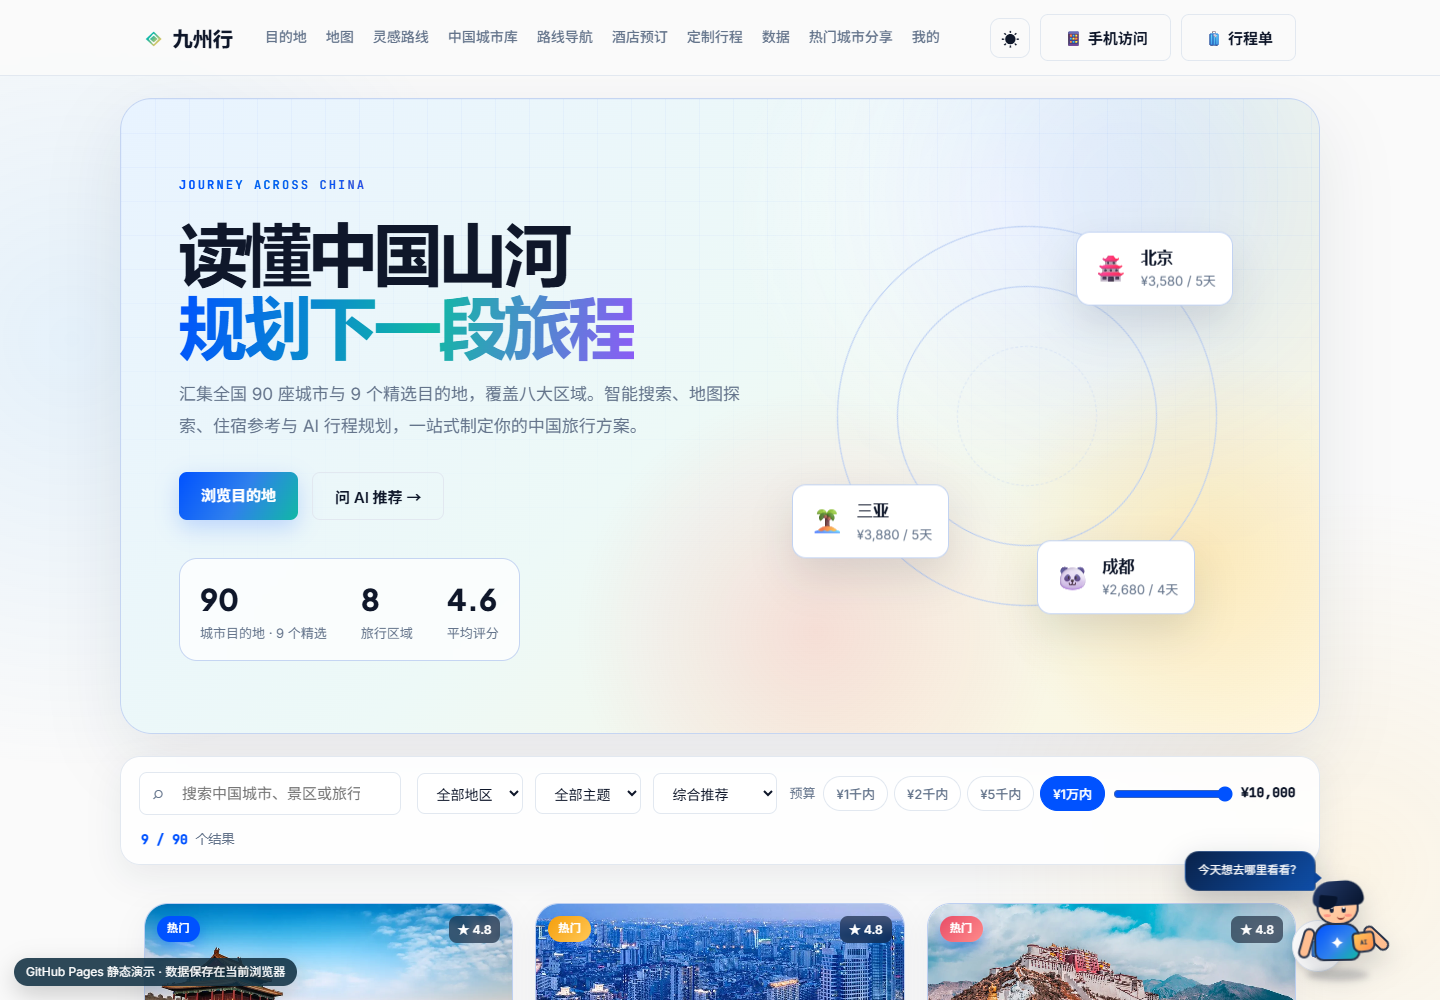 九州行
目的地 地图 灵感路线 中国城市库 路线导航 酒店预订 定制行程 数据 热门城市分享 我的
手机访问
行程单
JOURNEY ACROSS CHINA
读懂中国山河
规划下一段旅程
汇集全国 90 座城市与 9 个精选目的地，覆盖八大区域。智能搜索、地图探
索、住宿参考与 AI 行程规划，一站式制定你的中国旅行方案。
浏览目的地
问 AI 推荐 →
90
城市目的地 · 9 个精选
8
旅行区域
4.6
平均评分
北京
¥3,580 / 5天
三亚
¥3,880 / 5天
成都
¥2,680 / 4天
搜索中国城市、景区或旅行
全部地区
全部主题
综合推荐
预算
¥1千内
¥2千内
¥5千内
¥1万内
¥10,000
9 / 90 个结果
今天想去哪里看看？
热门
★ 4.8
热门
★ 4.8
热门
★ 4.8
AI
GitHub Pages 静态演示 · 数据保存在当前浏览器